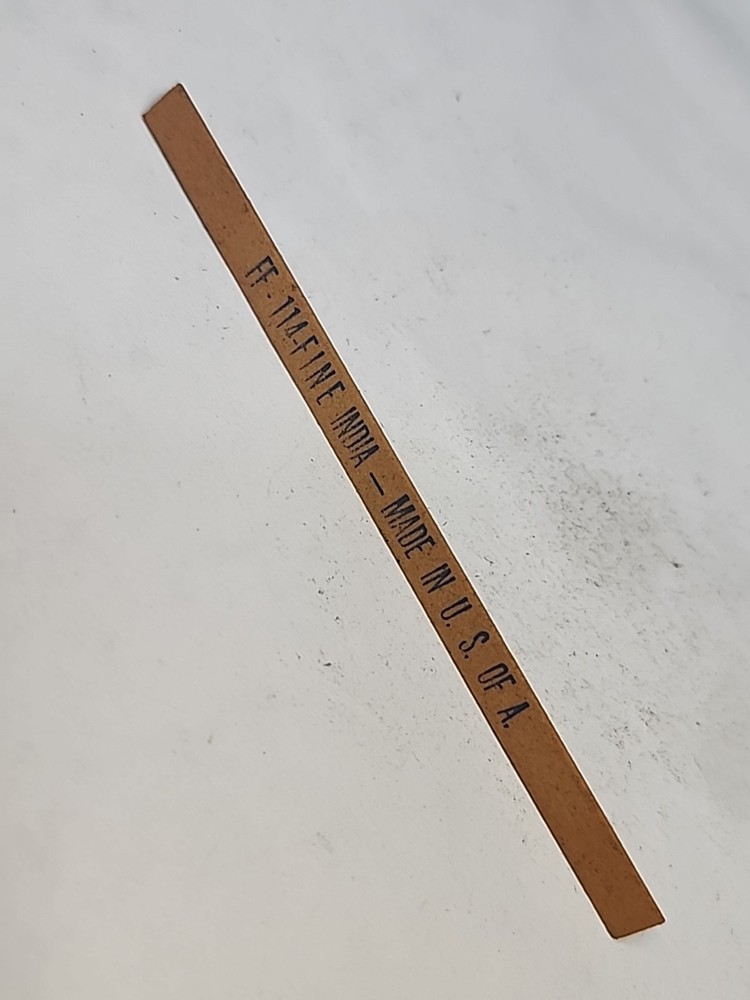 FF-114-FINE INDIA — MADE IN U. S. OF A.